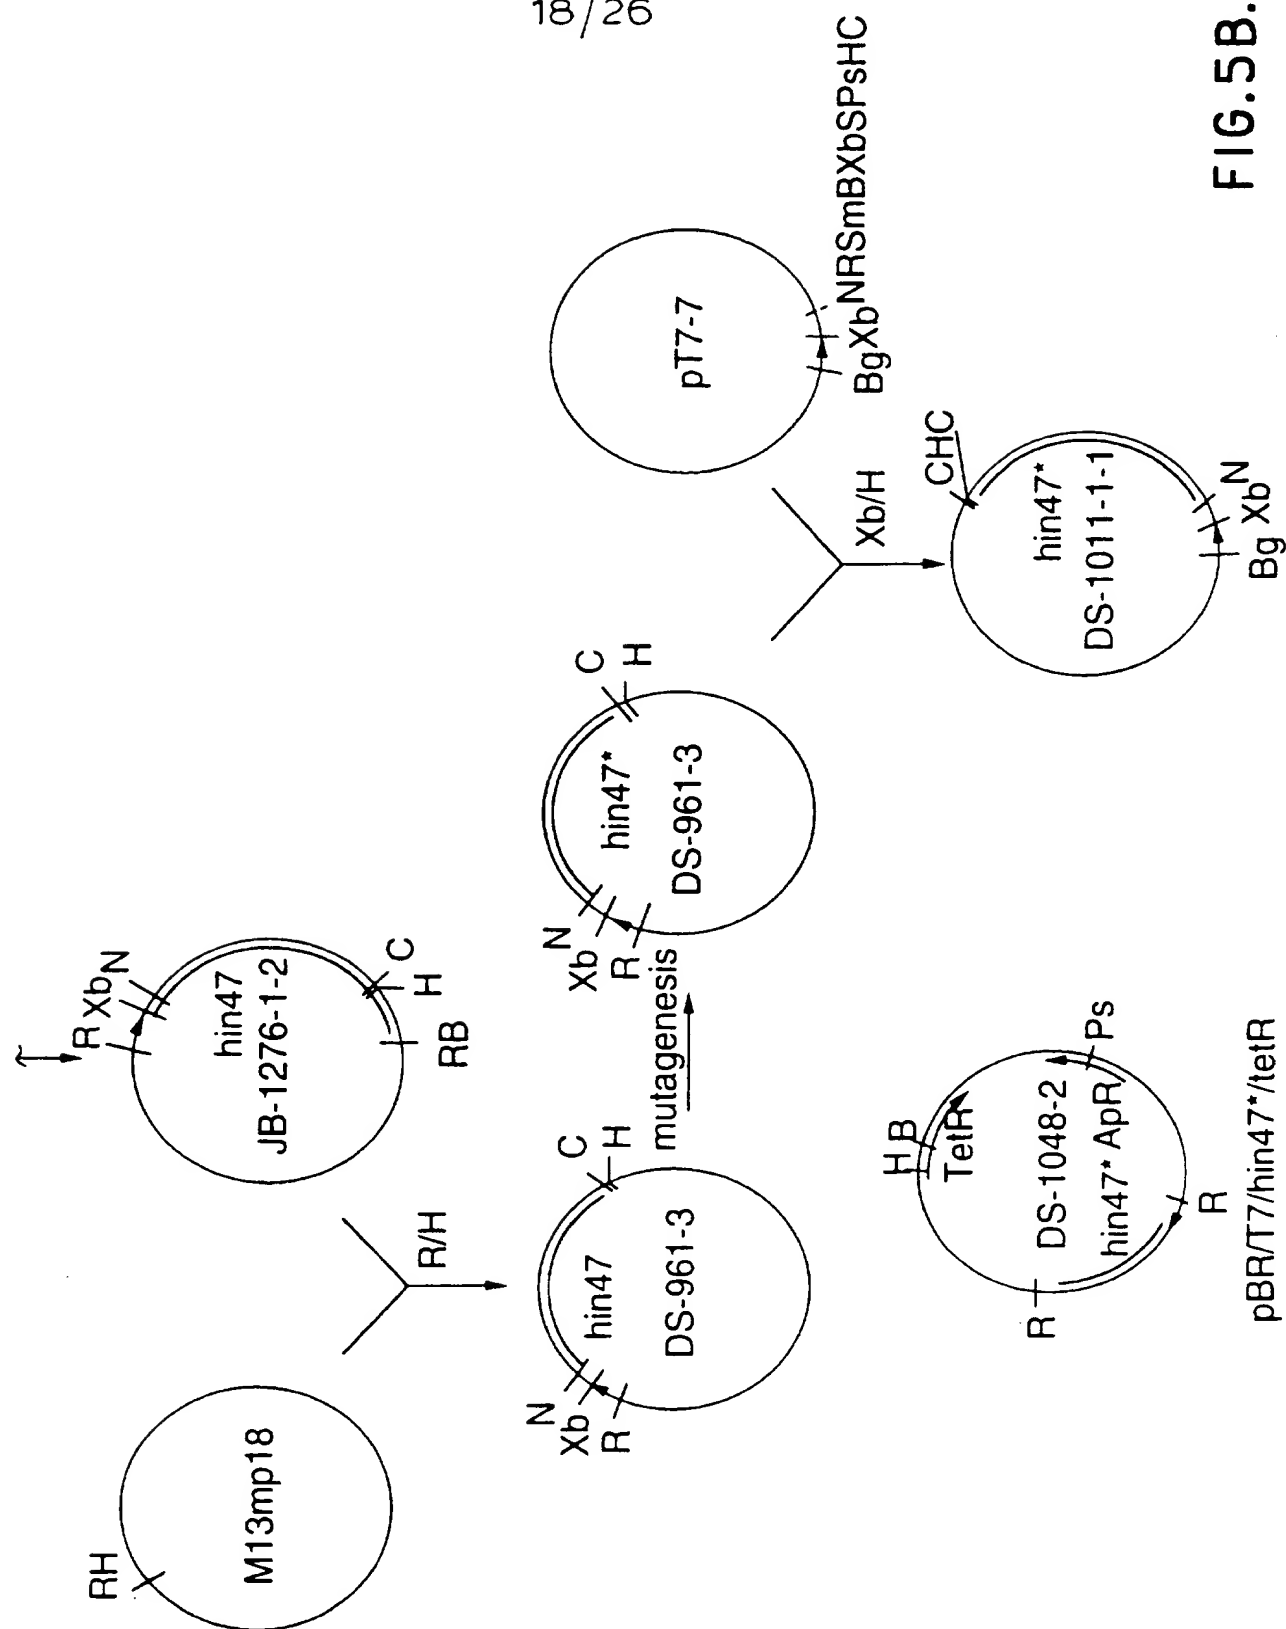 18/26
RH
M13mp18
R
Xb
N
hin47
JB-1276-1-2
C
H
RB
R/H
N
Xb
R
hin47
DS-961-3
C
H
mutagenesis
N
Xb
R
hin47*
DS-961-3
C
H
pT7-7
Bg
Xb
NRSmBXbSPsHC
Xb/H
CHC
hin47*
DS-1011-1-1
Bg
Xb
N
H
B
TetR
DS-1048-2
hin47*
ApR
Ps
R
R
pBR/T7/hin47*/tetR
FIG.5B.